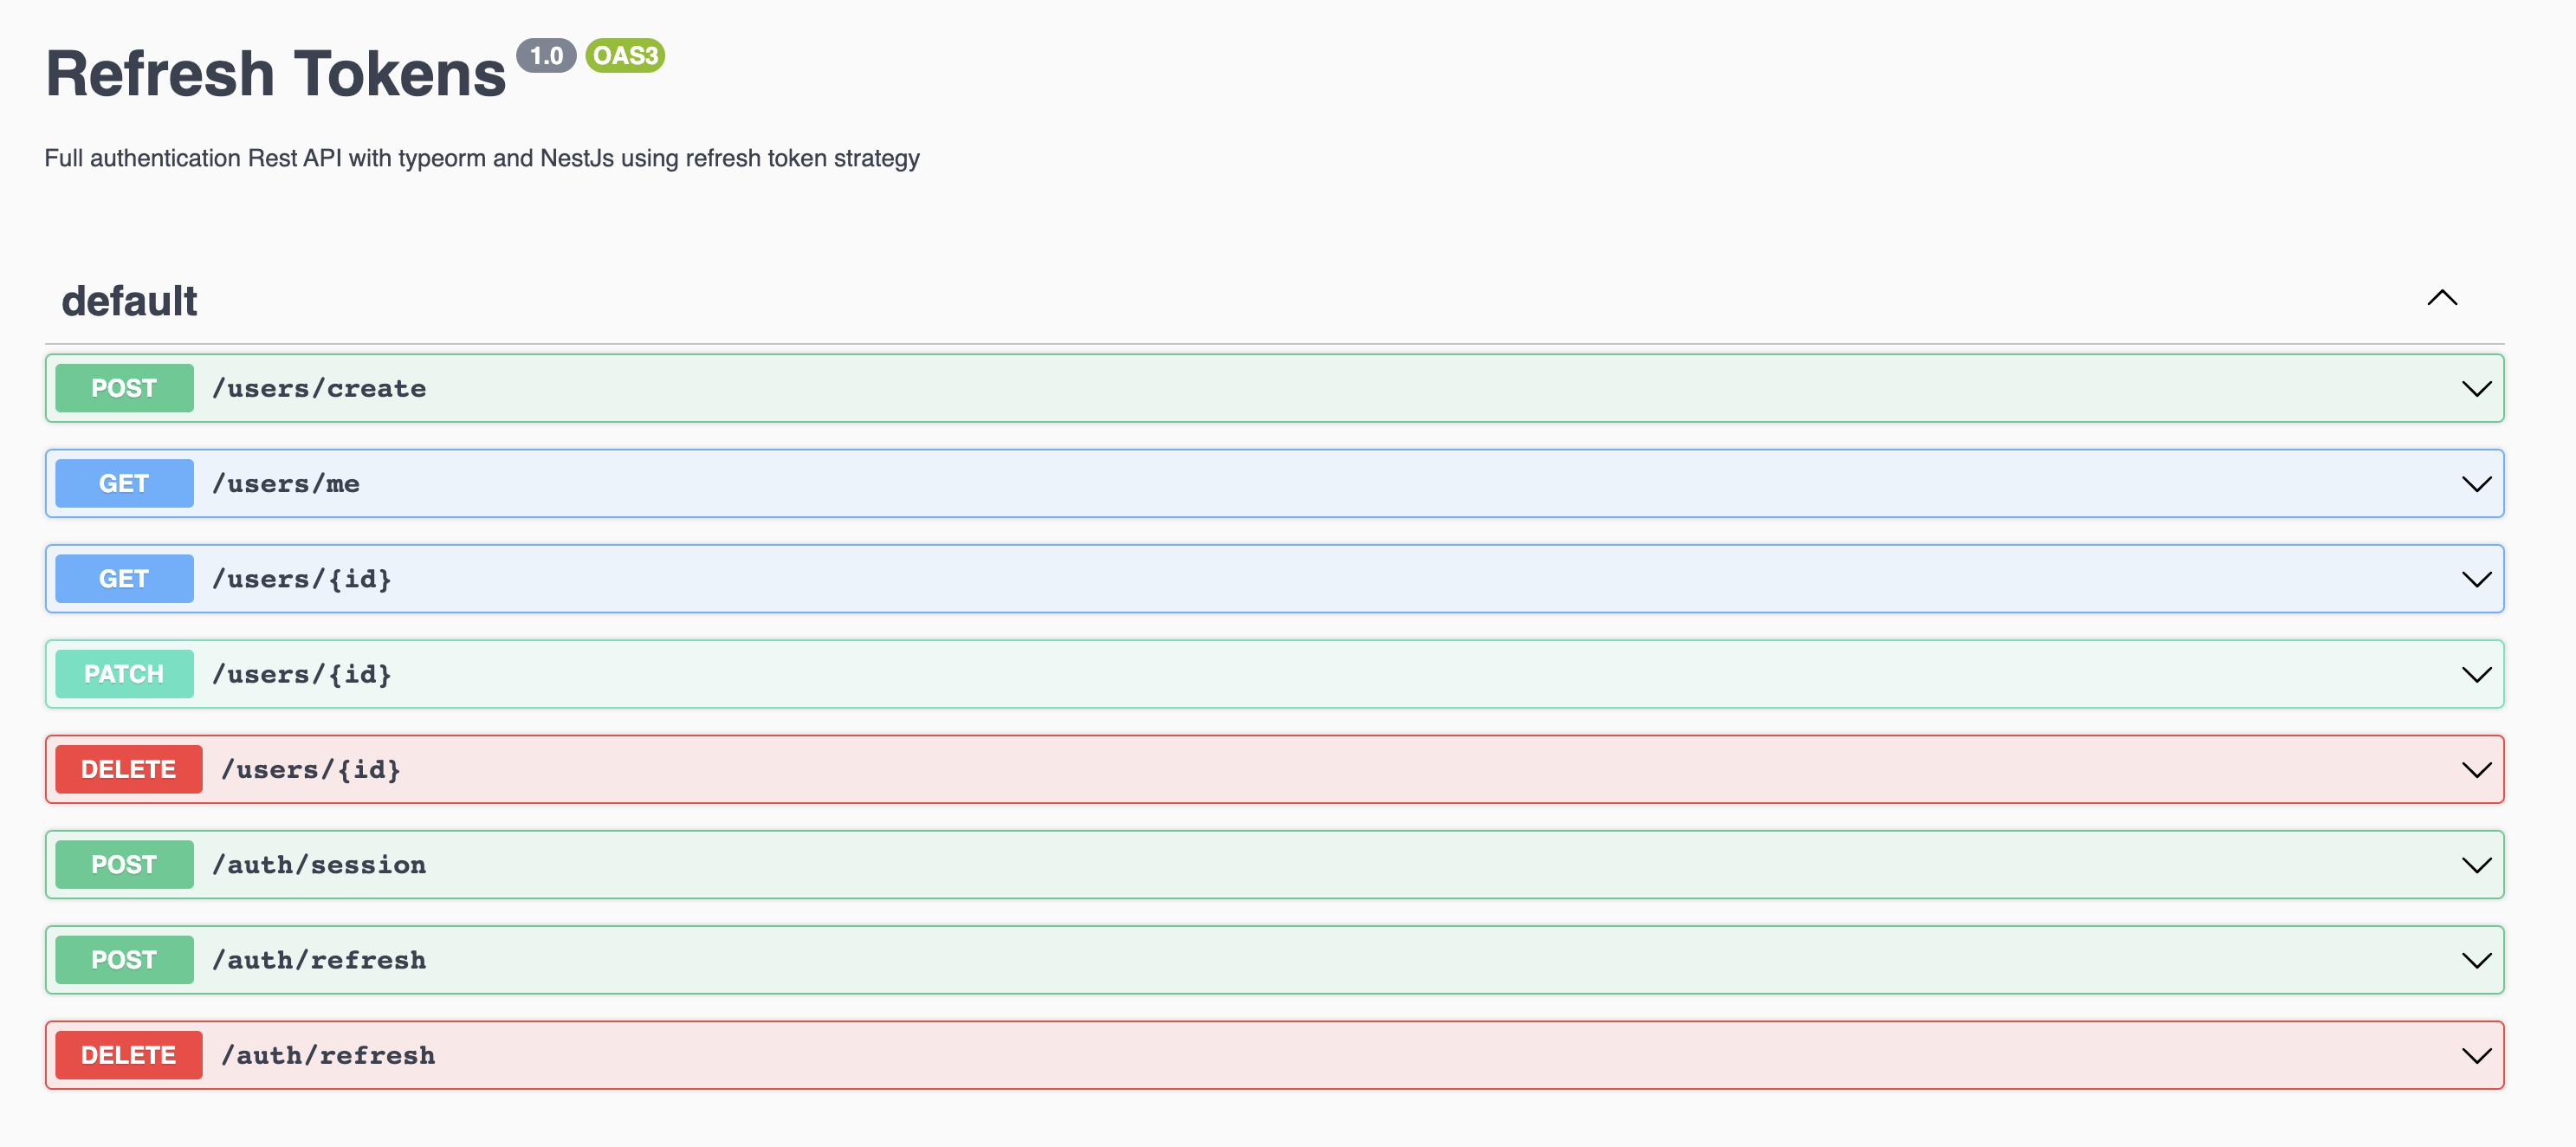 Refresh Tokens 1.0 OAS3
Full authentication Rest API with typeorm and NestJs using refresh token strategy
default
POST /users/create
GET /users/me
GET /users/{id}
PATCH /users/{id}
DELETE /users/{id}
POST /auth/session
POST /auth/refresh
DELETE /auth/refresh